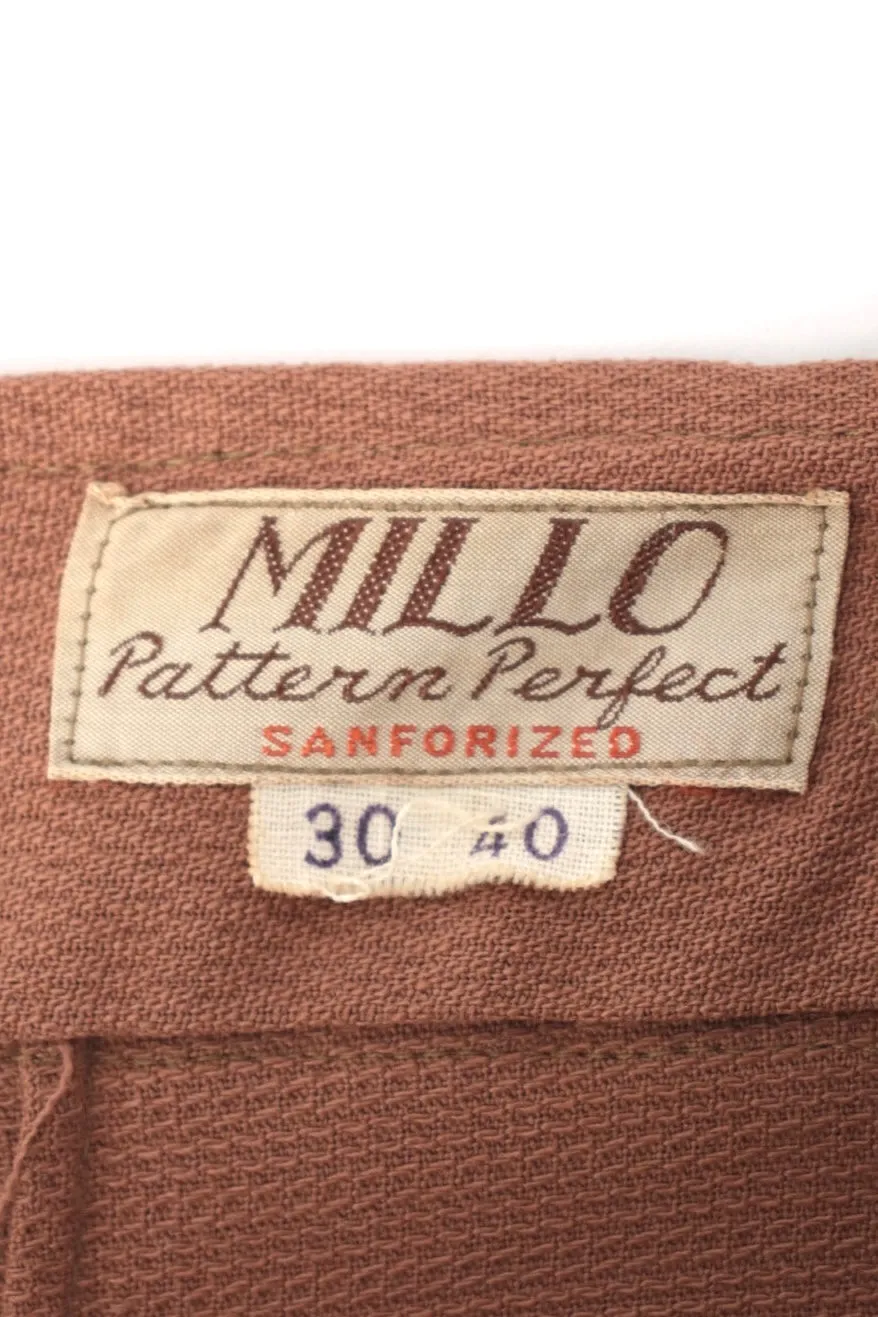 MILLO
Pattern Perfect
SANFORIZED
30 40